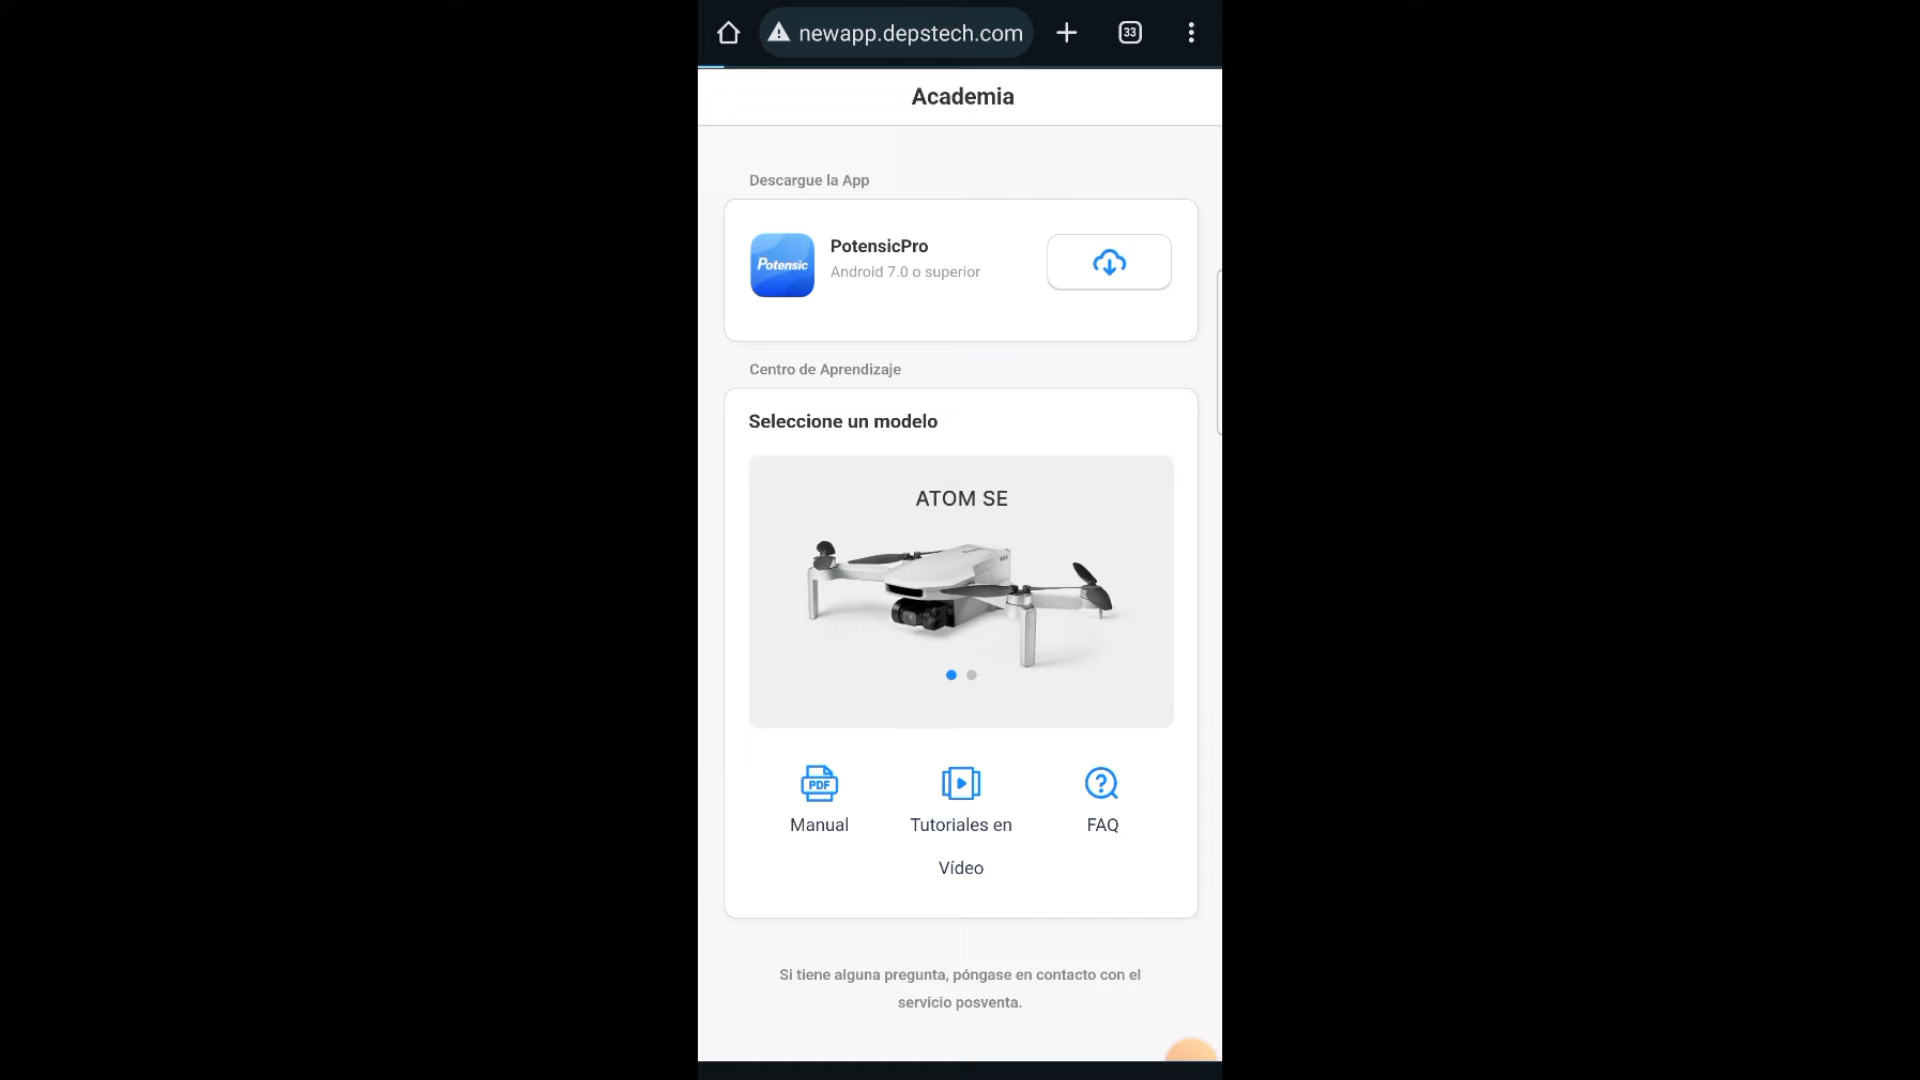 newapp.depstech.com
33
Academia
Descargue la App
Potensic
PotensicPro
Android 7.0 o superior
Centro de Aprendizaje
Seleccione un modelo
ATOM SE
PDF
Manual
Tutoriales en
Vídeo
FAQ
Si tiene alguna pregunta, póngase en contacto con el
servicio posventa.